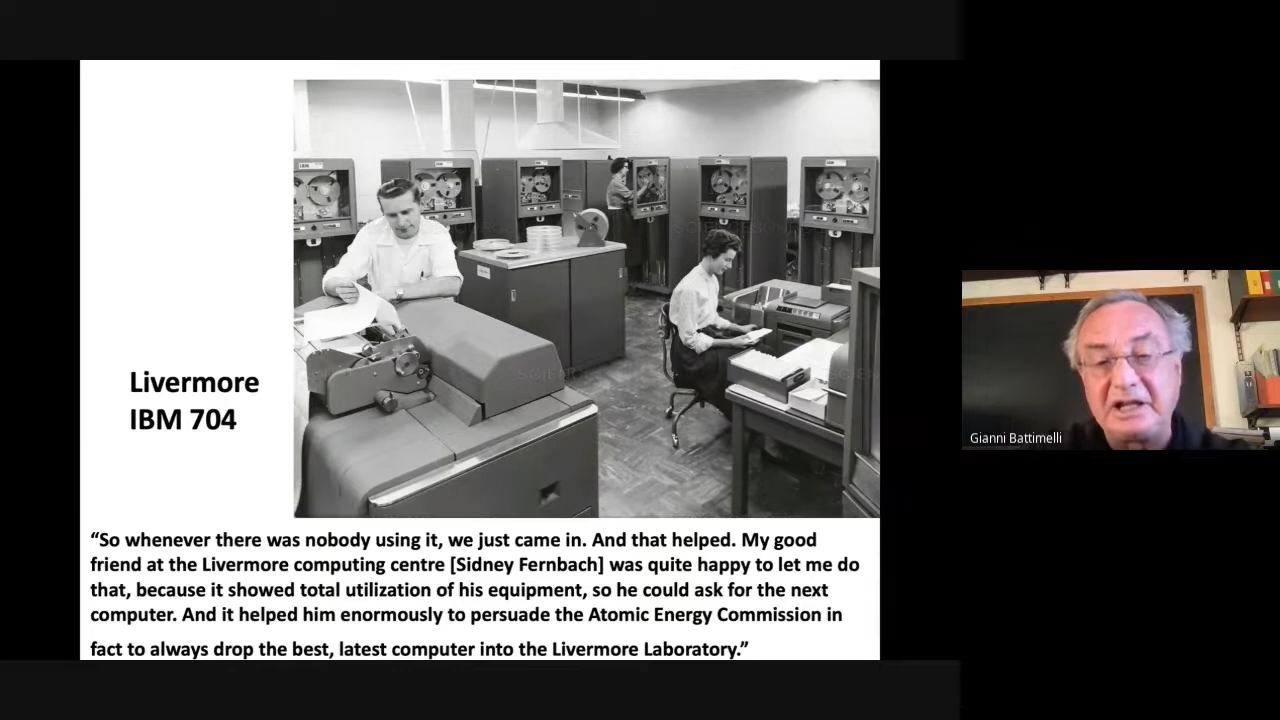 Livermore
IBM 704
“So whenever there was nobody using it, we just came in. And that helped. My good
friend at the Livermore computing centre [Sidney Fernbach] was quite happy to let me do
that, because it showed total utilization of his equipment, so he could ask for the next
computer. And it helped him enormously to persuade the Atomic Energy Commission in
fact to always drop the best, latest computer into the Livermore Laboratory.”
Gianni Battimelli